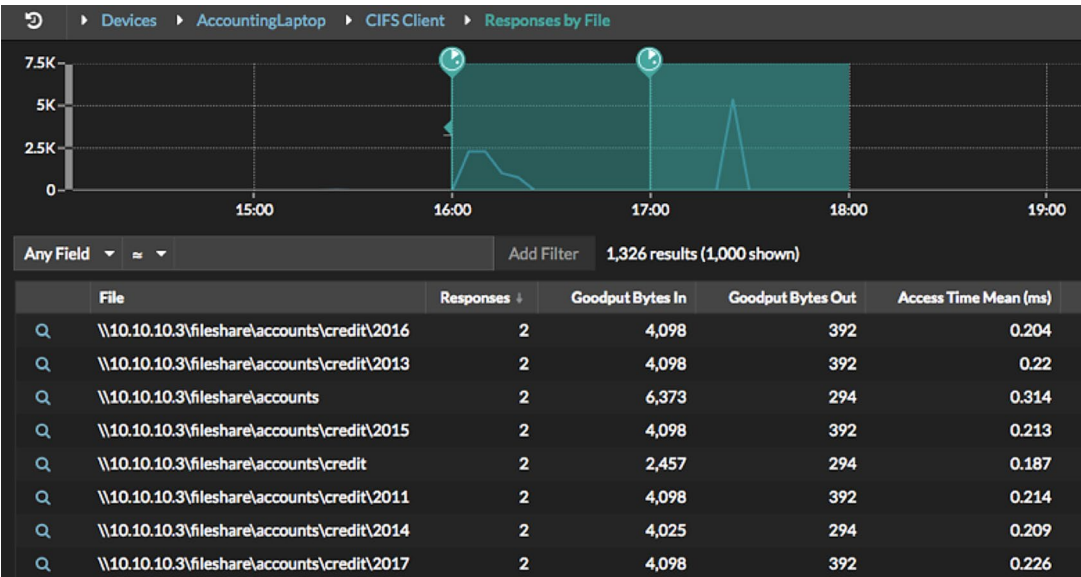 Devices AccountingLaptop CIFS Client Responses by File
7.5K
5K
2.5K
0
15:00 16:00 17:00 18:00 19:00
Any Field ≈ Add Filter 1,326 results (1,000 shown)
File Responses ↓ Goodput Bytes In Goodput Bytes Out Access Time Mean (ms)
\\10.10.10.3\fileshare\accounts\credit\2016 2 4,098 392 0.204
\\10.10.10.3\fileshare\accounts\credit\2013 2 4,098 392 0.22
\\10.10.10.3\fileshare\accounts 2 6,373 294 0.314
\\10.10.10.3\fileshare\accounts\credit\2015 2 4,098 392 0.213
\\10.10.10.3\fileshare\accounts\credit 2 2,457 294 0.187
\\10.10.10.3\fileshare\accounts\credit\2011 2 4,098 392 0.214
\\10.10.10.3\fileshare\accounts\credit\2014 2 4,025 294 0.209
\\10.10.10.3\fileshare\accounts\credit\2017 2 4,098 392 0.226